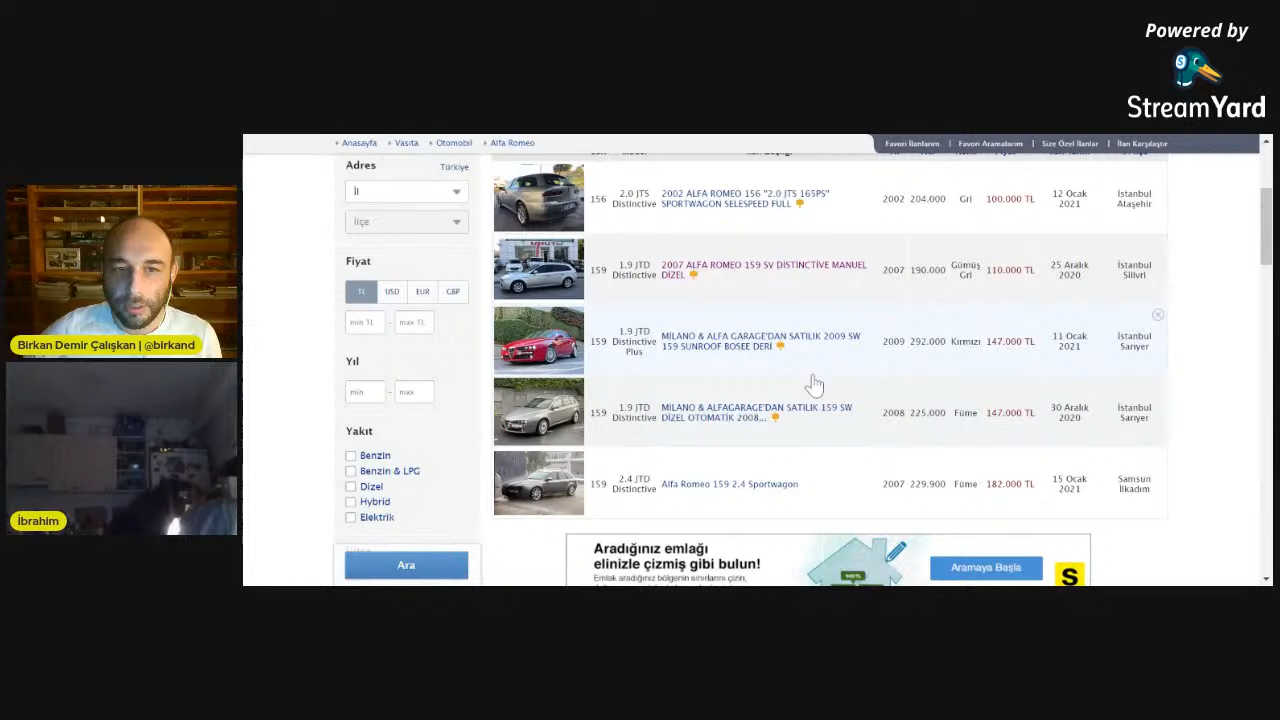 Powered by
StreamYard
Anasayfa
Vasıta
Otomobil
Alfa Romeo
Favori İlanlarım
Favori Aramalarım
Size Özel İlanlar
İlan Karşılaştır
Adres
Türkiye
İl
İlçe
Fiyat
TL
USD
EUR
GBP
min TL
-
max TL
Yıl
min
-
max
Yakıt
Benzin
Benzin & LPG
Dizel
Hybrid
Elektrik
Ara
156
2.0 JTS
Distinctive
2002 ALFA ROMEO 156 "2.0 JTS 165PS"
SPORTWAGON SELESPEED FULL
2002
204.000
Gri
100.000 TL
12 Ocak
2021
İstanbul
Ataşehir
159
1.9 JTD
Distinctive
2007 ALFA ROMEO 159 SV DİSTİNCTİVE MANUEL
DİZEL
2007
190.000
Gümüş
Gri
110.000 TL
25 Aralık
2020
İstanbul
Silivri
159
1.9 JTD
Distinctive
Plus
MİLANO & ALFA GARAGE'DAN SATILIK 2009 SW
159 SUNROOF BOSEE DERİ
2009
292.000
Kırmızı
147.000 TL
11 Ocak
2021
İstanbul
Sarıyer
159
1.9 JTD
Distinctive
MİLANO & ALFAGARAGE'DAN SATILIK 159 SW
DİZEL OTOMATİK 2008...
2008
225.000
Füme
147.000 TL
30 Aralık
2020
İstanbul
Sarıyer
159
2.4 JTD
Distinctive
Alfa Romeo 159 2.4 Sportwagon
2007
229.900
Füme
182.000 TL
15 Ocak
2021
Samsun
İlkadım
Aradığınız emlağı
elinizle çizmiş gibi bulun!
Emlak aradığınız bölgenin sınırlarını çizin,
Aramaya Başla
S
Birkan Demir Çalışkan | @birkand
İbrahim